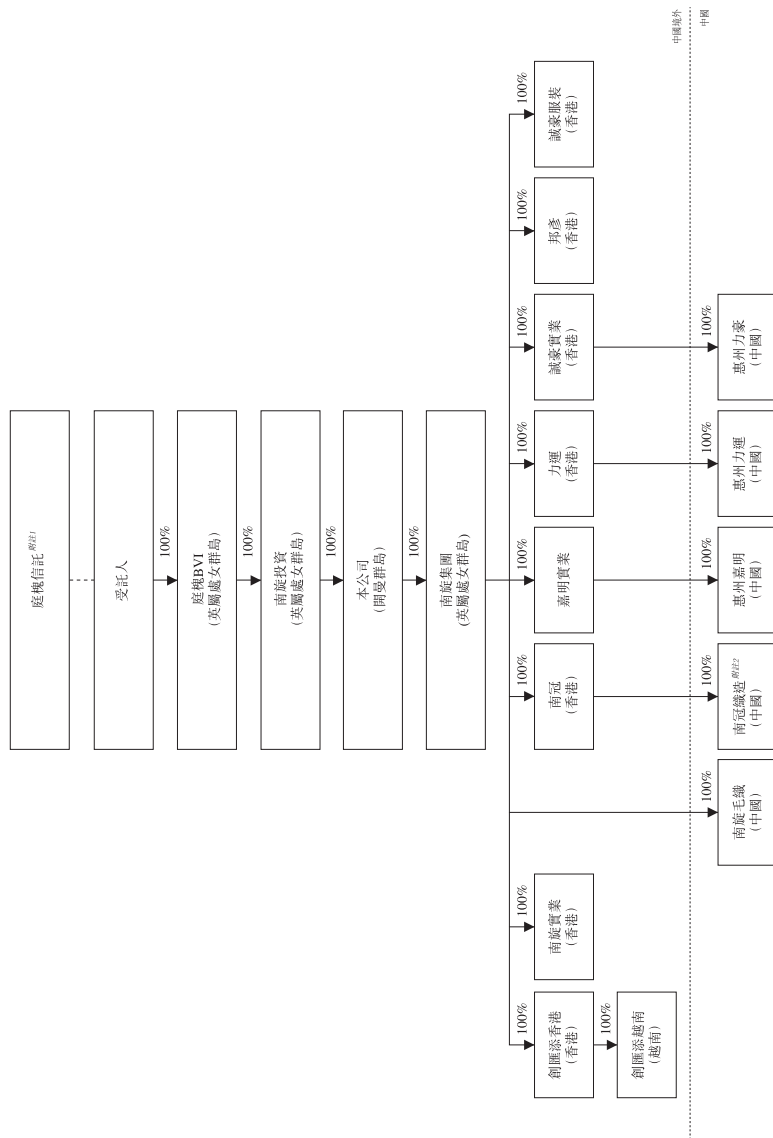 庭槐信託附註1
受託人
100%
庭槐BVI
(英屬處女群島)
100%
南旋投資
(英屬處女群島)
100%
本公司
(開曼群島)
100%
南旋集團
(英屬處女群島)
100%
創匯添香港
(香港)
100%
創匯添越南
(越南)
100%
南旋實業
(香港)
100%
南旋毛織
(中國)
100%
南冠
(香港)
100%
南冠織造附註2
(中國)
100%
嘉明實業
100%
惠州嘉明
(中國)
100%
力運
(香港)
100%
惠州力運
(中國)
100%
誠豪實業
(香港)
100%
惠州力豪
(中國)
100%
邦彥
(香港)
100%
誠豪服裝
(香港)
中國境外
中國